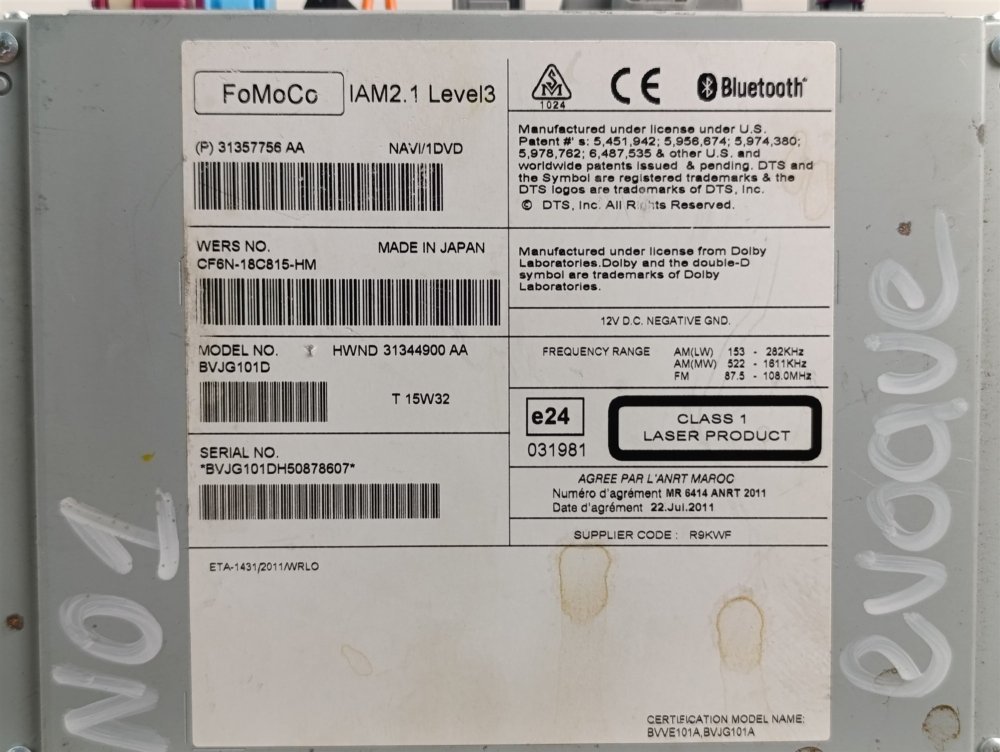 FoMoCo IAM2.1 Level3
(P) 31357756 AA NAVI/1DVD
WERS NO. MADE IN JAPAN
CF6N-18C815-HM
MODEL NO. HWND 31344900 AA
BVJG101D
T 15W32
SERIAL NO.
*BVJG101DH50878607*
ETA-1431/2011/WRLO
S M
1024
CE
Bluetooth
Manufactured under license under U.S.
Patent #' s: 5,451,942; 5,956,674; 5,974,380;
5,978,762; 6,487,535 & other U.S. and
worldwide patents issued & pending. DTS and
the Symbol are registered trademarks & the
DTS logos are trademarks of DTS, Inc.
© DTS, Inc. All Rights Reserved.
Manufactured under license from Dolby
Laboratories.Dolby and the double-D
symbol are trademarks of Dolby
Laboratories.
12V D.C. NEGATIVE GND.
FREQUENCY RANGE AM(LW) 153 - 282KHz
AM(MW) 522 - 1611KHz
FM 87.5 - 108.0MHz
e24
031981
CLASS 1
LASER PRODUCT
AGREE PAR L'ANRT MAROC
Numéro d'agrément MR 6414 ANRT 2011
Date d'agrément 22.Jul.2011
SUPPLIER CODE : R9KWF
CERTIFICATION MODEL NAME:
BVVE101A,BVJG101A
NO1
evoque